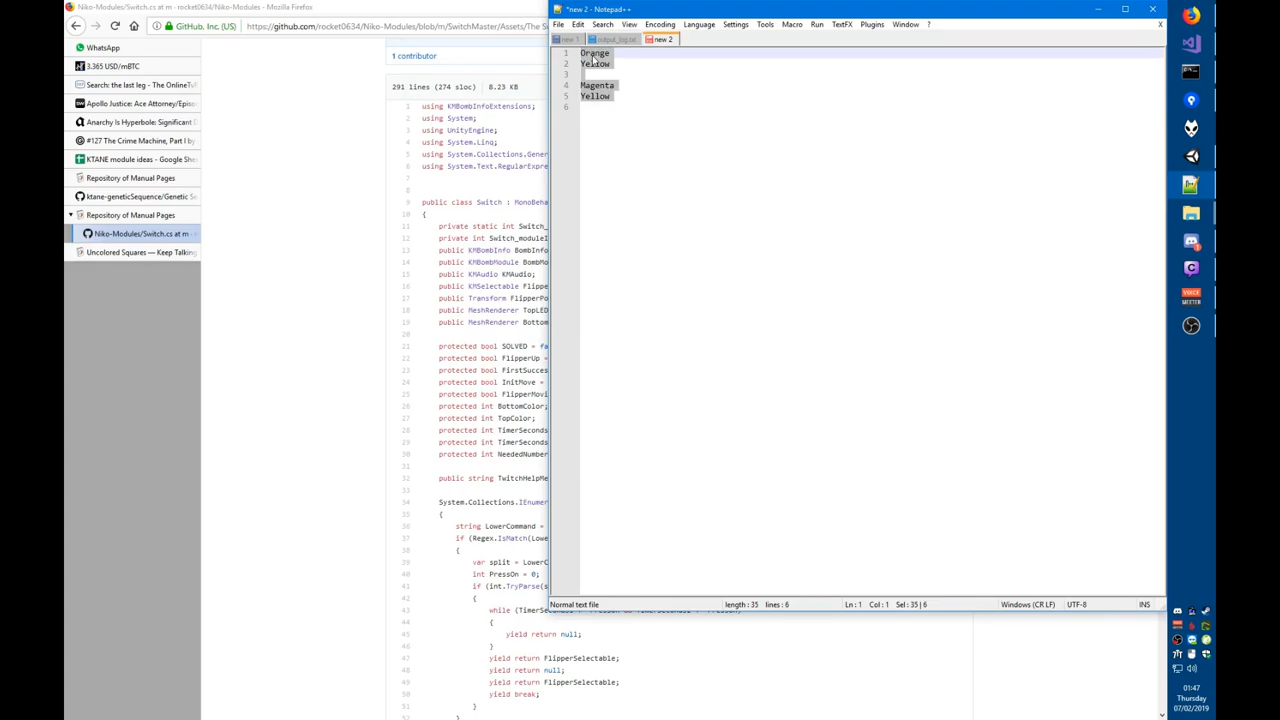 Niko-Modules/Switch.cs at m · rocket0634/Niko-Modules - Mozilla Firefox
GitHub, Inc. (US)
https://github.com/rocket0634/Niko-Modules/blob/m/SwitchMaster/Assets/The S
WhatsApp
3.365 USD/mBTC
Search: the last leg - The OnlineTv
Apollo Justice: Ace Attorney/Episo
Anarchy Is Hyperbole: Significant E
#127 The Crime Machine, Part I by
KTANE module ideas - Google She
Repository of Manual Pages
ktane-geneticSequence/Genetic Se
Repository of Manual Pages
Niko-Modules/Switch.cs at m · r
Uncolored Squares — Keep Talking
1 contributor
291 lines (274 sloc) 8.23 KB
1 using KMBombInfoExtensions;
2 using System;
3 using UnityEngine;
4 using System.Linq;
5 using System.Collections.Gener
6 using System.Text.RegularExpre
7
8
9 public class Switch : MonoBeha
10 {
11 private static int Switch_
12 private int Switch_moduleI
13 public KMBombInfo BombInfo
14 public KMBombModule BombMo
15 public KMAudio KMAudio;
16 public KMSelectable Flippe
17 public Transform FlipperPo
18 public MeshRenderer TopLED
19 public MeshRenderer Bottom
20
21 protected bool SOLVED = fa
22 protected bool FlipperUp =
23 protected bool FirstSucces
24 protected bool InitMove =
25 protected bool FlipperMovi
26 protected int BottomColor;
27 protected int TopColor;
28 protected int TimerSeconds
29 protected int TimerSeconds
30 protected int NeededNumber
31
32 public string TwitchHelpMe
33
34 System.Collections.IEnumer
35 {
36 string LowerCommand =
37 if (Regex.IsMatch(Lowe
38 {
39 var split = LowerC
40 int PressOn = 0;
41 if (int.TryParse(s
42 {
43
44 {
45 yield return null;
46 }
47 yield return FlipperSelectable;
48 yield return null;
49 yield return FlipperSelectable;
50 yield break;
51 }
52 }
*new 2 - Notepad++
File Edit Search View Encoding Language Settings Tools Macro Run TextFX Plugins Window ? X
new 1 output_log.txt new 2
1 Orange
2 Yellow
3
4 Magenta
5 Yellow
6
Normal text file length : 35 lines : 6 Ln : 1 Col : 1 Sel : 35 | 6 Windows (CR LF) UTF-8 INS
VOICE
MEETER
01:47
Thursday
07/02/2019